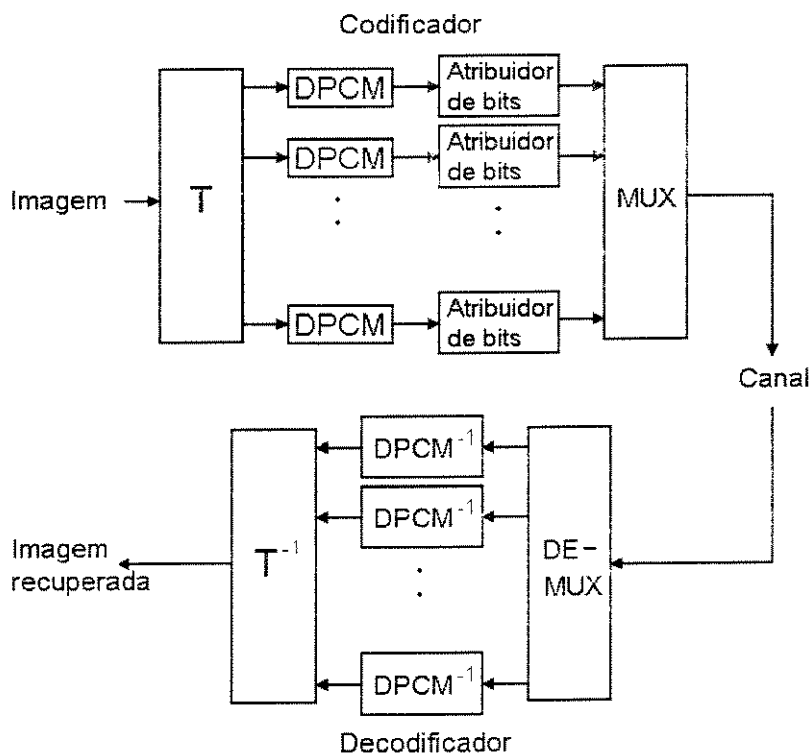 Codificador
DPCM
Atribuidor
de bits
DPCM
Atribuidor
de bits
Imagem
T
MUX
DPCM
Atribuidor
de bits
Canal
DPCM⁻¹
DPCM⁻¹
Imagem
recuperada
T⁻¹
DE-
MUX
DPCM⁻¹
Decodificador